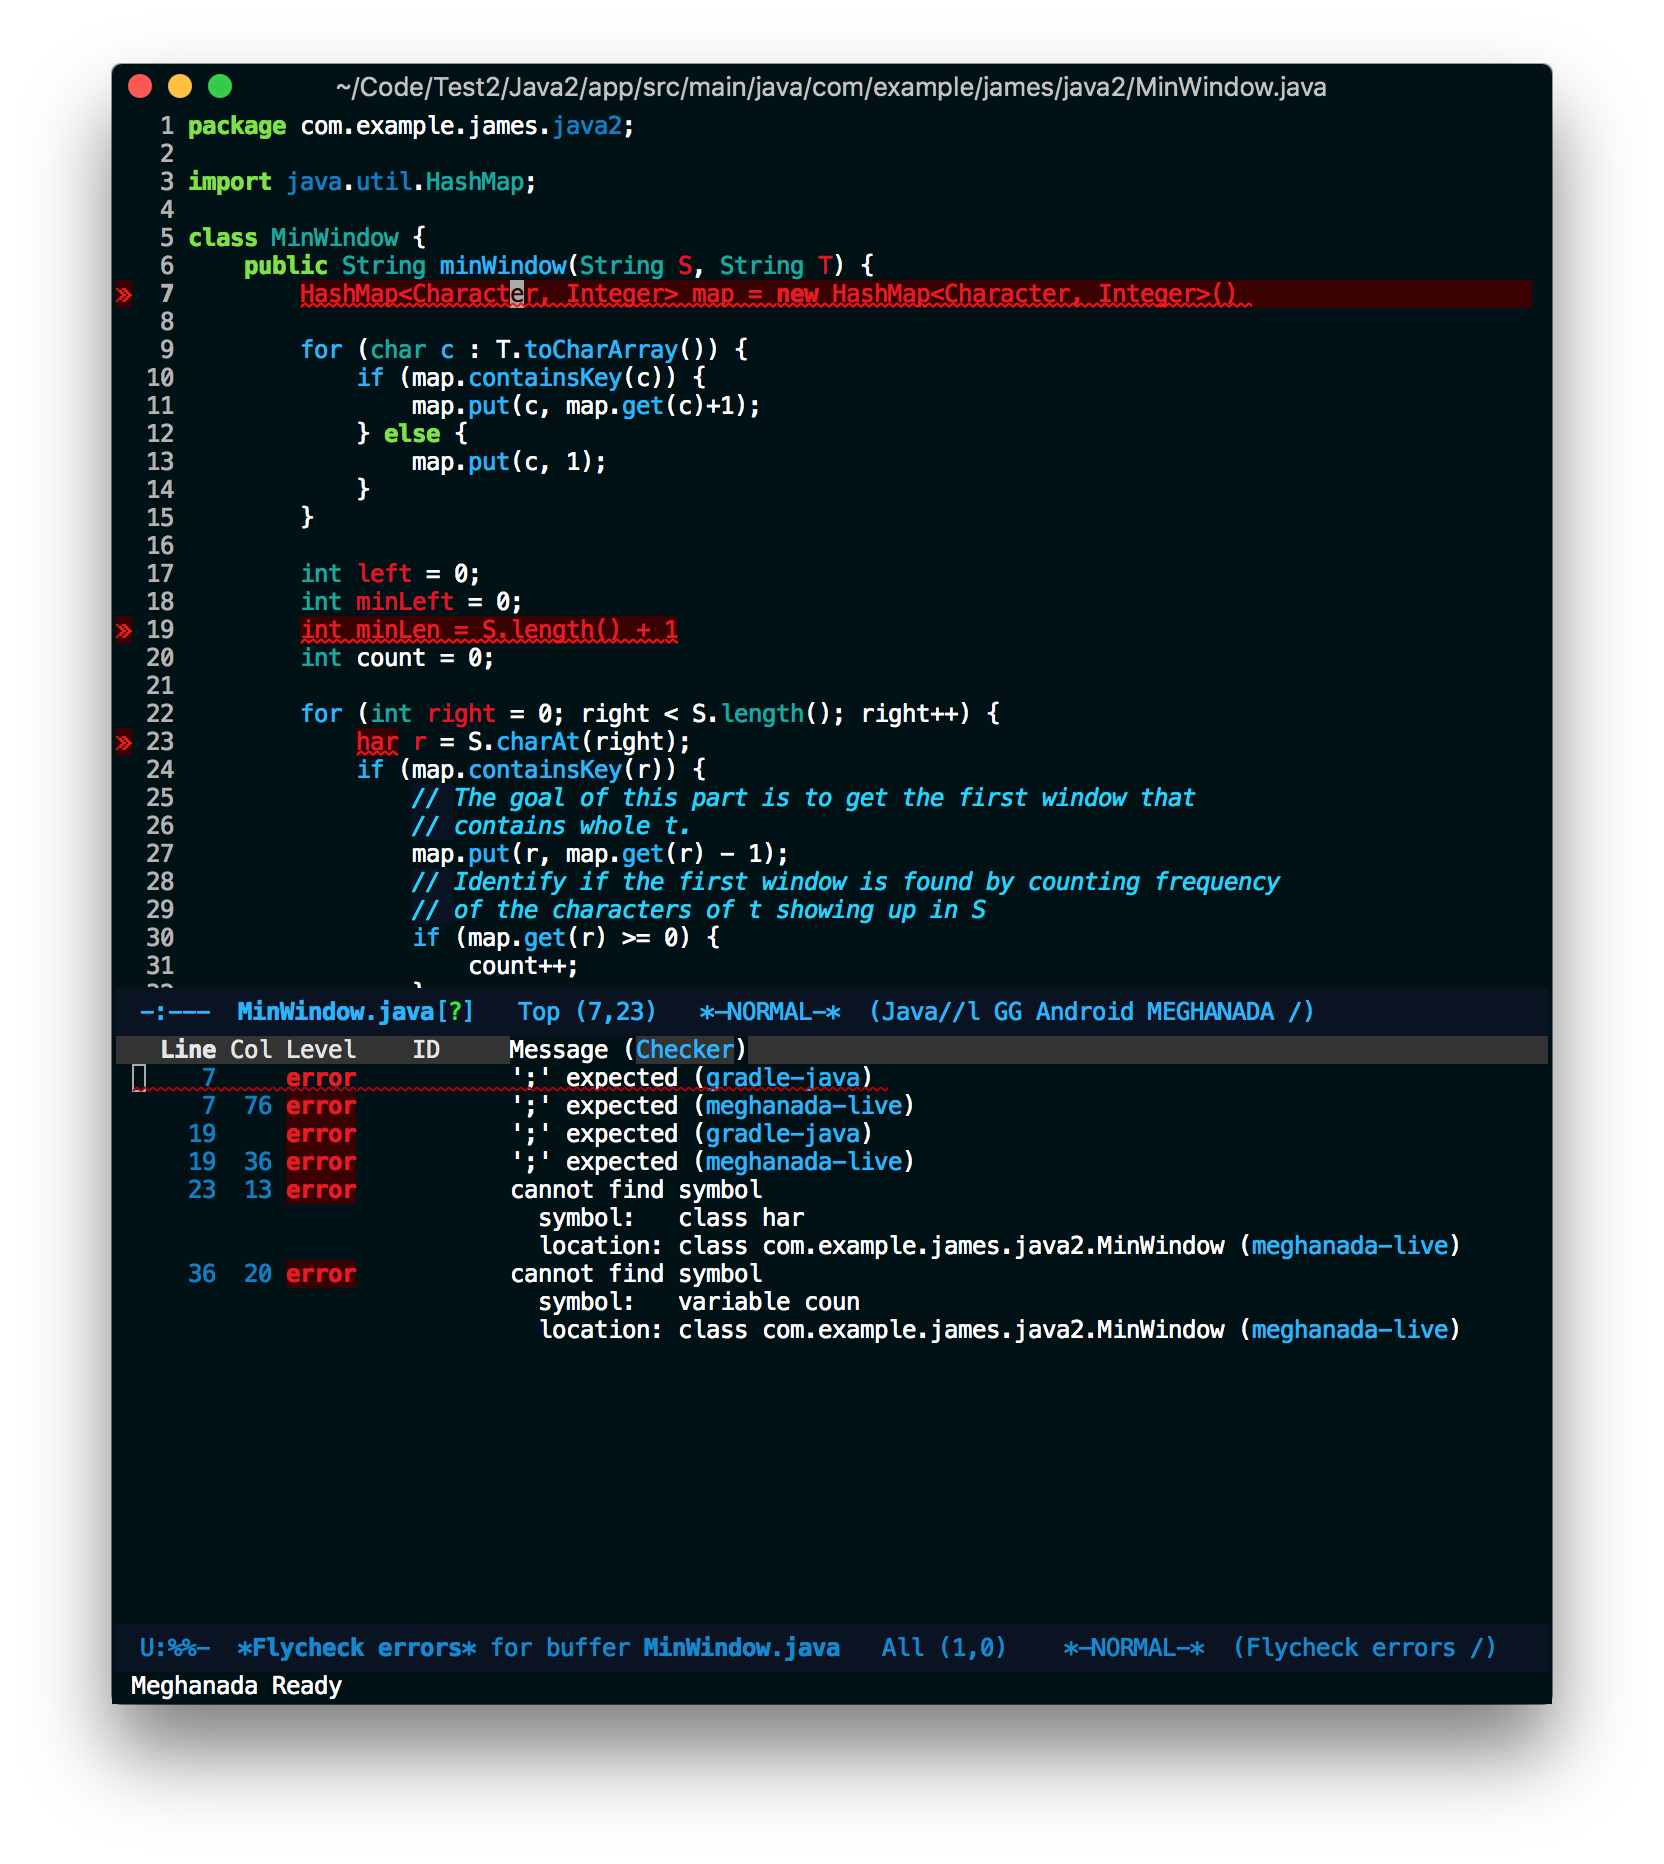 ~/Code/Test2/Java2/app/src/main/java/com/example/james/java2/MinWindow.java
1 package com.example.james.java2;
2
3 import java.util.HashMap;
4
5 class MinWindow {
6     public String minWindow(String S, String T) {
» 7         HashMap<Character, Integer> map = new HashMap<Character, Integer>()
8
9         for (char c : T.toCharArray()) {
10             if (map.containsKey(c)) {
11                 map.put(c, map.get(c)+1);
12             } else {
13                 map.put(c, 1);
14             }
15         }
16
17         int left = 0;
18         int minLeft = 0;
» 19         int minLen = S.length() + 1
20         int count = 0;
21
22         for (int right = 0; right < S.length(); right++) {
» 23             har r = S.charAt(right);
24             if (map.containsKey(r)) {
25                 // The goal of this part is to get the first window that
26                 // contains whole t.
27                 map.put(r, map.get(r) - 1);
28                 // Identify if the first window is found by counting frequency
29                 // of the characters of t showing up in S
30                 if (map.get(r) >= 0) {
31                     count++;
-:---  MinWindow.java[?]   Top (7,23)   *-NORMAL-*  (Java//l GG Android MEGHANADA /)
Line Col Level    ID     Message (Checker)
7     error           ';' expected (gradle-java)
7  76 error           ';' expected (meghanada-live)
19     error           ';' expected (gradle-java)
19  36 error           ';' expected (meghanada-live)
23  13 error           cannot find symbol
symbol:   class har
location: class com.example.james.java2.MinWindow (meghanada-live)
36  20 error           cannot find symbol
symbol:   variable coun
location: class com.example.james.java2.MinWindow (meghanada-live)
U:%%-  *Flycheck errors* for buffer MinWindow.java   All (1,0)    *-NORMAL-*  (Flycheck errors /)
Meghanada Ready